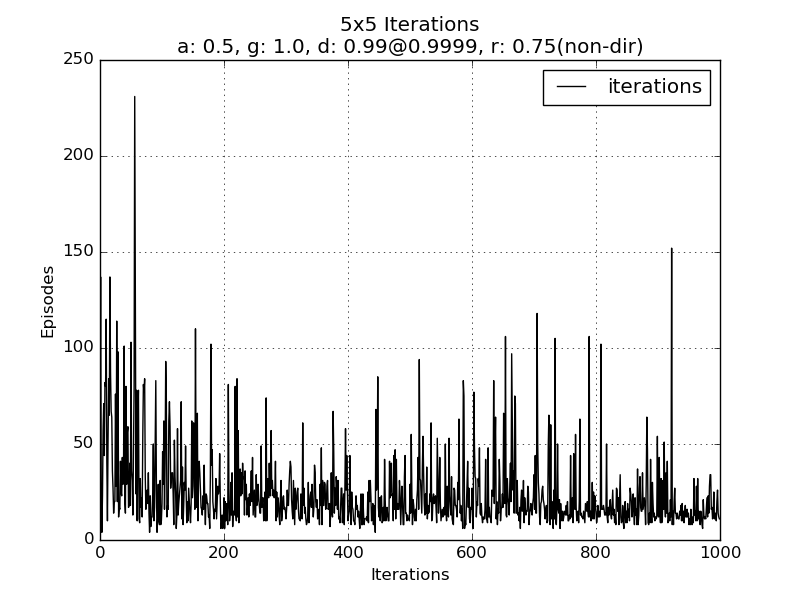 5x5 Iterations
a: 0.5, g: 1.0, d: 0.99@0.9999, r: 0.75(non-dir)
250
iterations
200
150
Episodes
100
50
0
0 200 400 600 800 1000
Iterations